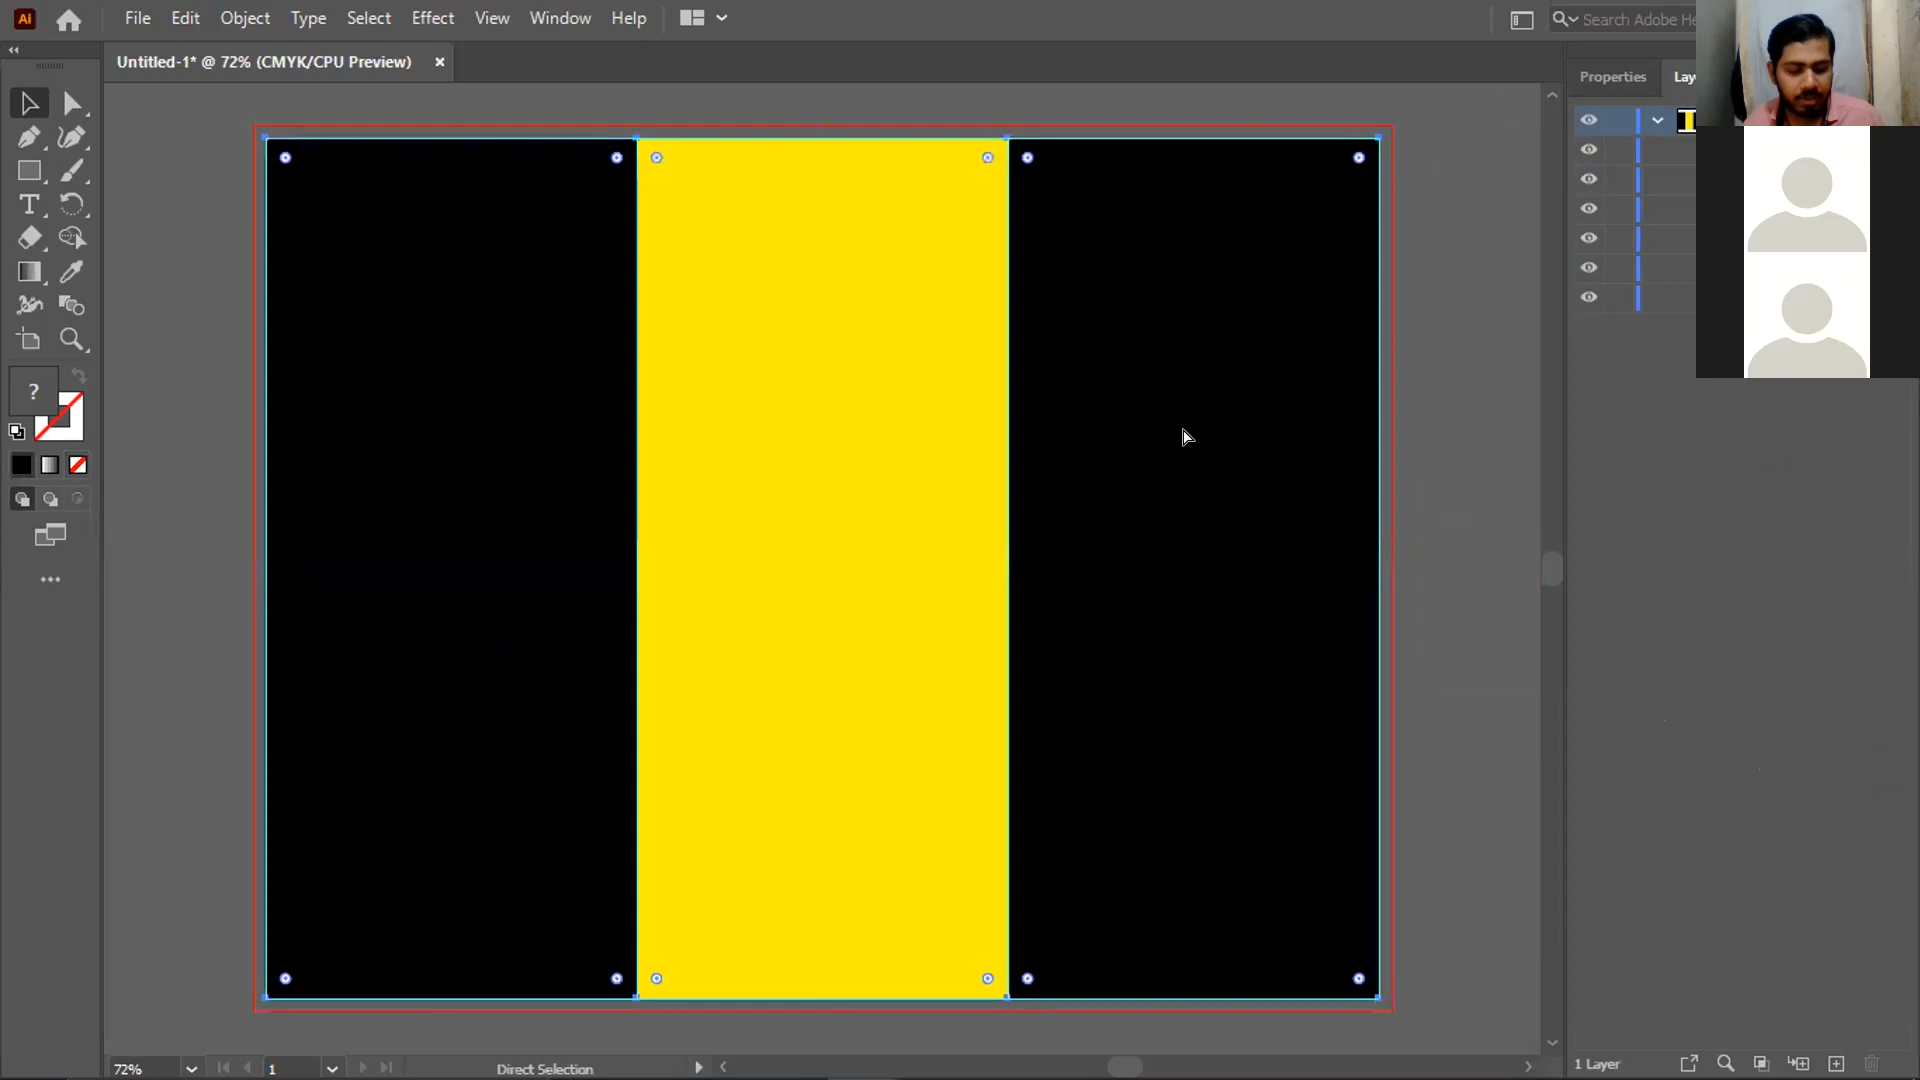 Ai File Edit Object Type Select Effect View Window Help Search Adobe He
Untitled-1* @ 72% (CMYK/CPU Preview) ×
Properties Lay
T
?
72% 1 Direct Selection
1 Layer